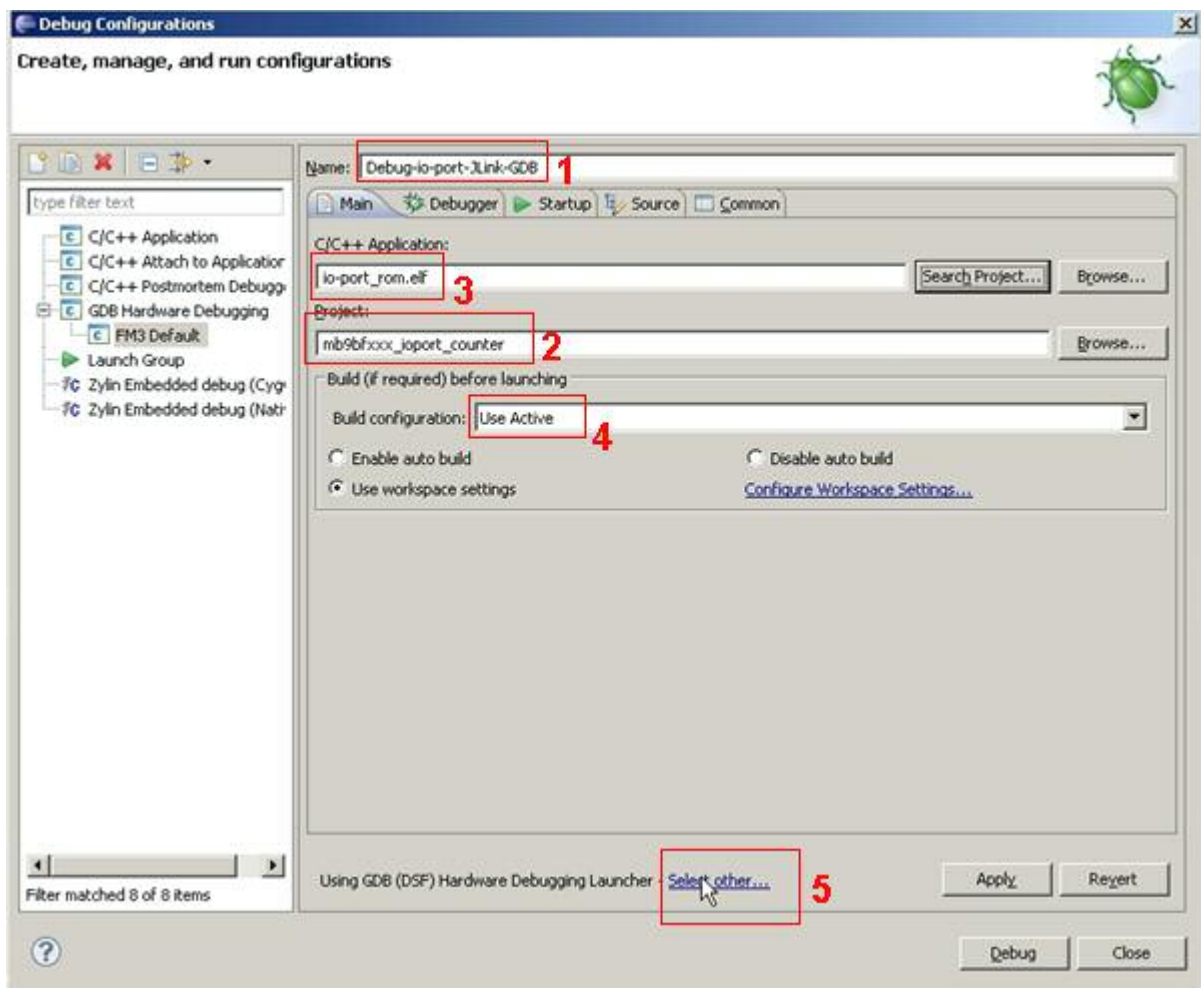 Debug Configurations
Create, manage, and run configurations
type filter text
C/C++ Application
C/C++ Attach to Application
C/C++ Postmortem Debugg
GDB Hardware Debugging
FM3 Default
Launch Group
Zylin Embedded debug (Cyg
Zylin Embedded debug (Nati
Filter matched 8 of 8 items
Name: Debug-io-port-JLink-GDB 1
Main Debugger Startup Source Common
C/C++ Application:
io-port_rom.elf 3 Search Project... Browse...
Project:
mb9bfxxx_ioport_counter 2 Browse...
Build (if required) before launching
Build configuration: Use Active 4
Enable auto build Disable auto build
Use workspace settings Configure Workspace Settings...
Using GDB (DSF) Hardware Debugging Launcher - Select other... 5 Apply Revert
? Debug Close